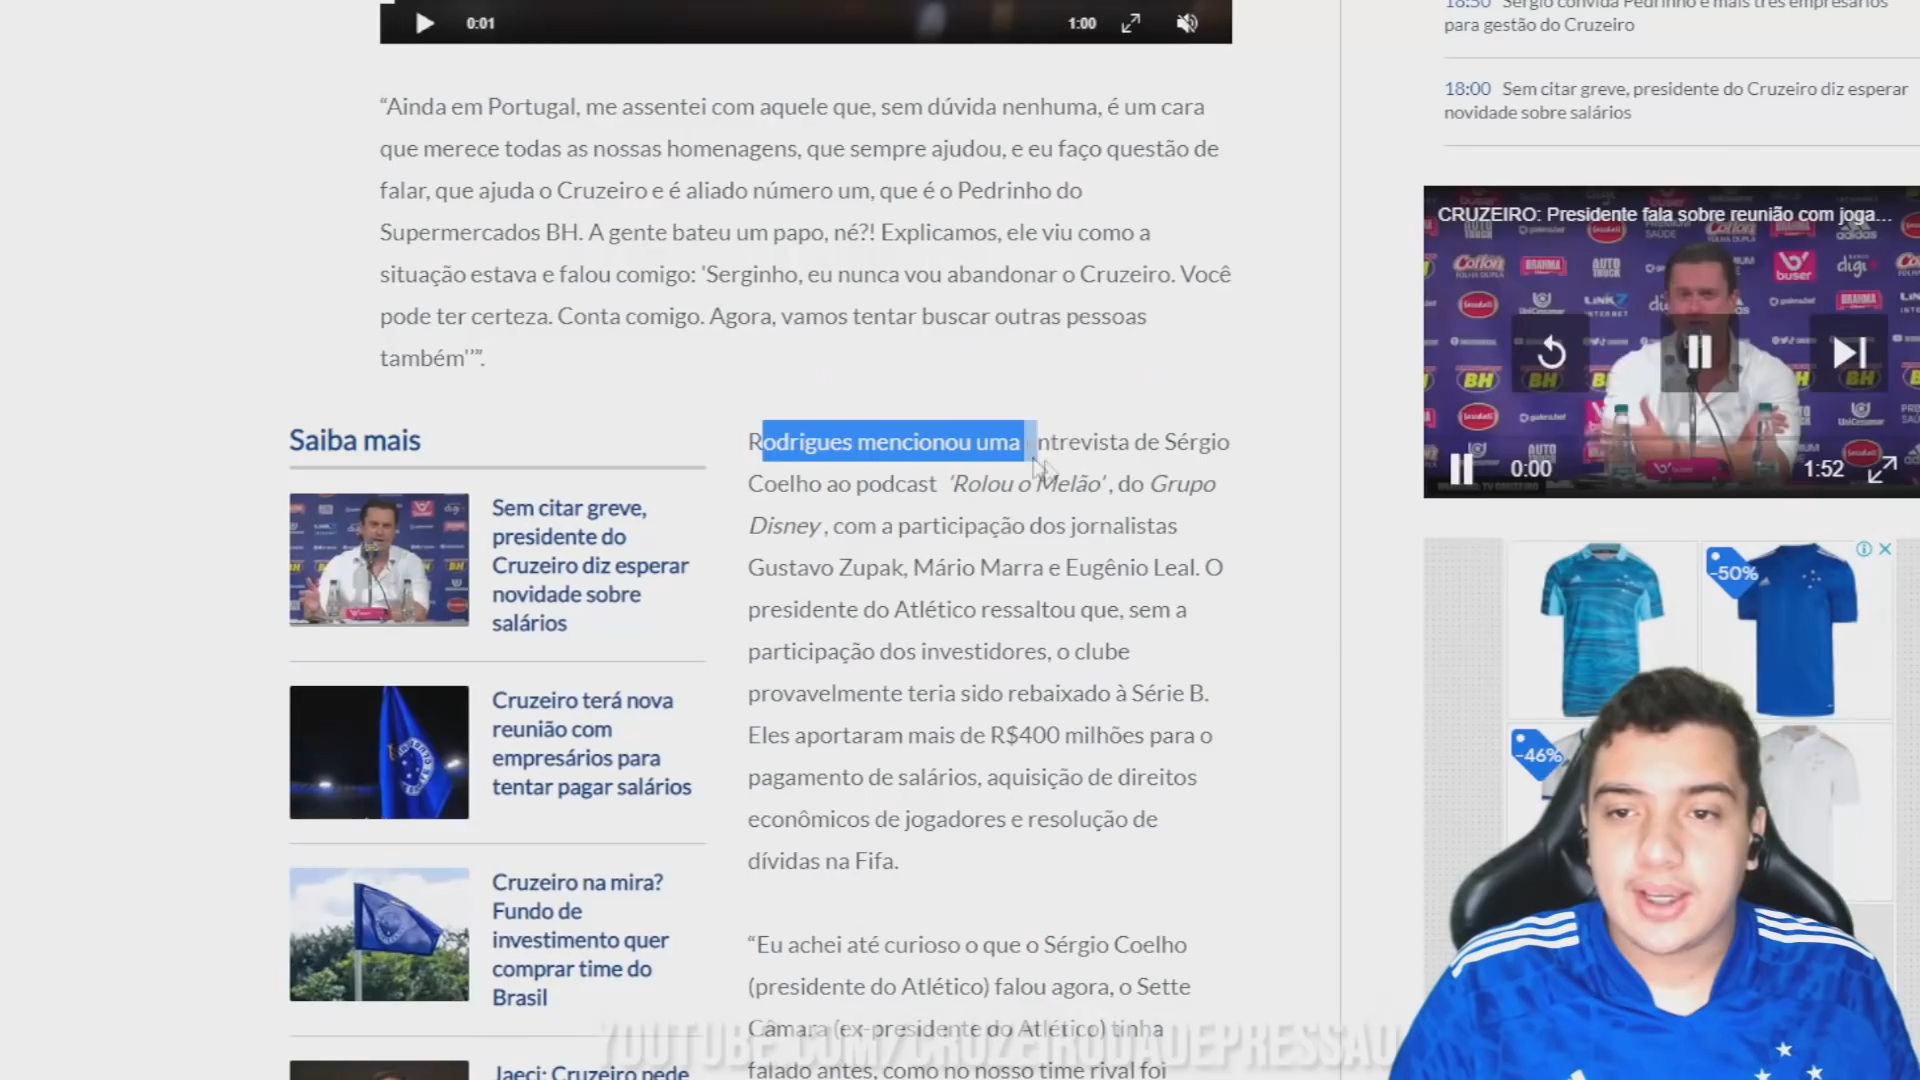 0:01
1:00
“Ainda em Portugal, me assentei com aquele que, sem dúvida nenhuma, é um cara
que merece todas as nossas homenagens, que sempre ajudou, e eu faço questão de
falar, que ajuda o Cruzeiro e é aliado número um, que é o Pedrinho do
Supermercados BH. A gente bateu um papo, né?! Explicamos, ele viu como a
situação estava e falou comigo: 'Serginho, eu nunca vou abandonar o Cruzeiro. Você
pode ter certeza. Conta comigo. Agora, vamos tentar buscar outras pessoas
também'”.
Saiba mais
Sem citar greve,
presidente do
Cruzeiro diz esperar
novidade sobre
salários
Cruzeiro terá nova
reunião com
empresários para
tentar pagar salários
Cruzeiro na mira?
Fundo de
investimento quer
comprar time do
Brasil
Jaeci: Cruzeiro pede
Rodrigues mencionou uma entrevista de Sérgio
Coelho ao podcast 'Rolou o Melão', do Grupo
Disney, com a participação dos jornalistas
Gustavo Zupak, Mário Marra e Eugênio Leal. O
presidente do Atlético ressaltou que, sem a
participação dos investidores, o clube
provavelmente teria sido rebaixado à Série B.
Eles aportaram mais de R$400 milhões para o
pagamento de salários, aquisição de direitos
econômicos de jogadores e resolução de
dívidas na Fifa.
“Eu achei até curioso o que o Sérgio Coelho
(presidente do Atlético) falou agora, o Sette
Câmara (ex-presidente do Atlético) tinha
falado antes, como no nosso time rival foi
YOUTUBE.COM/CRUZEIRODADEPRESSAO
18:50 Sérgio convida Pedrinho e mais três empresários
para gestão do Cruzeiro
18:00 Sem citar greve, presidente do Cruzeiro diz esperar
novidade sobre salários
CRUZEIRO: Presidente fala sobre reunião com joga...
0:00
1:52
-50%
-46%